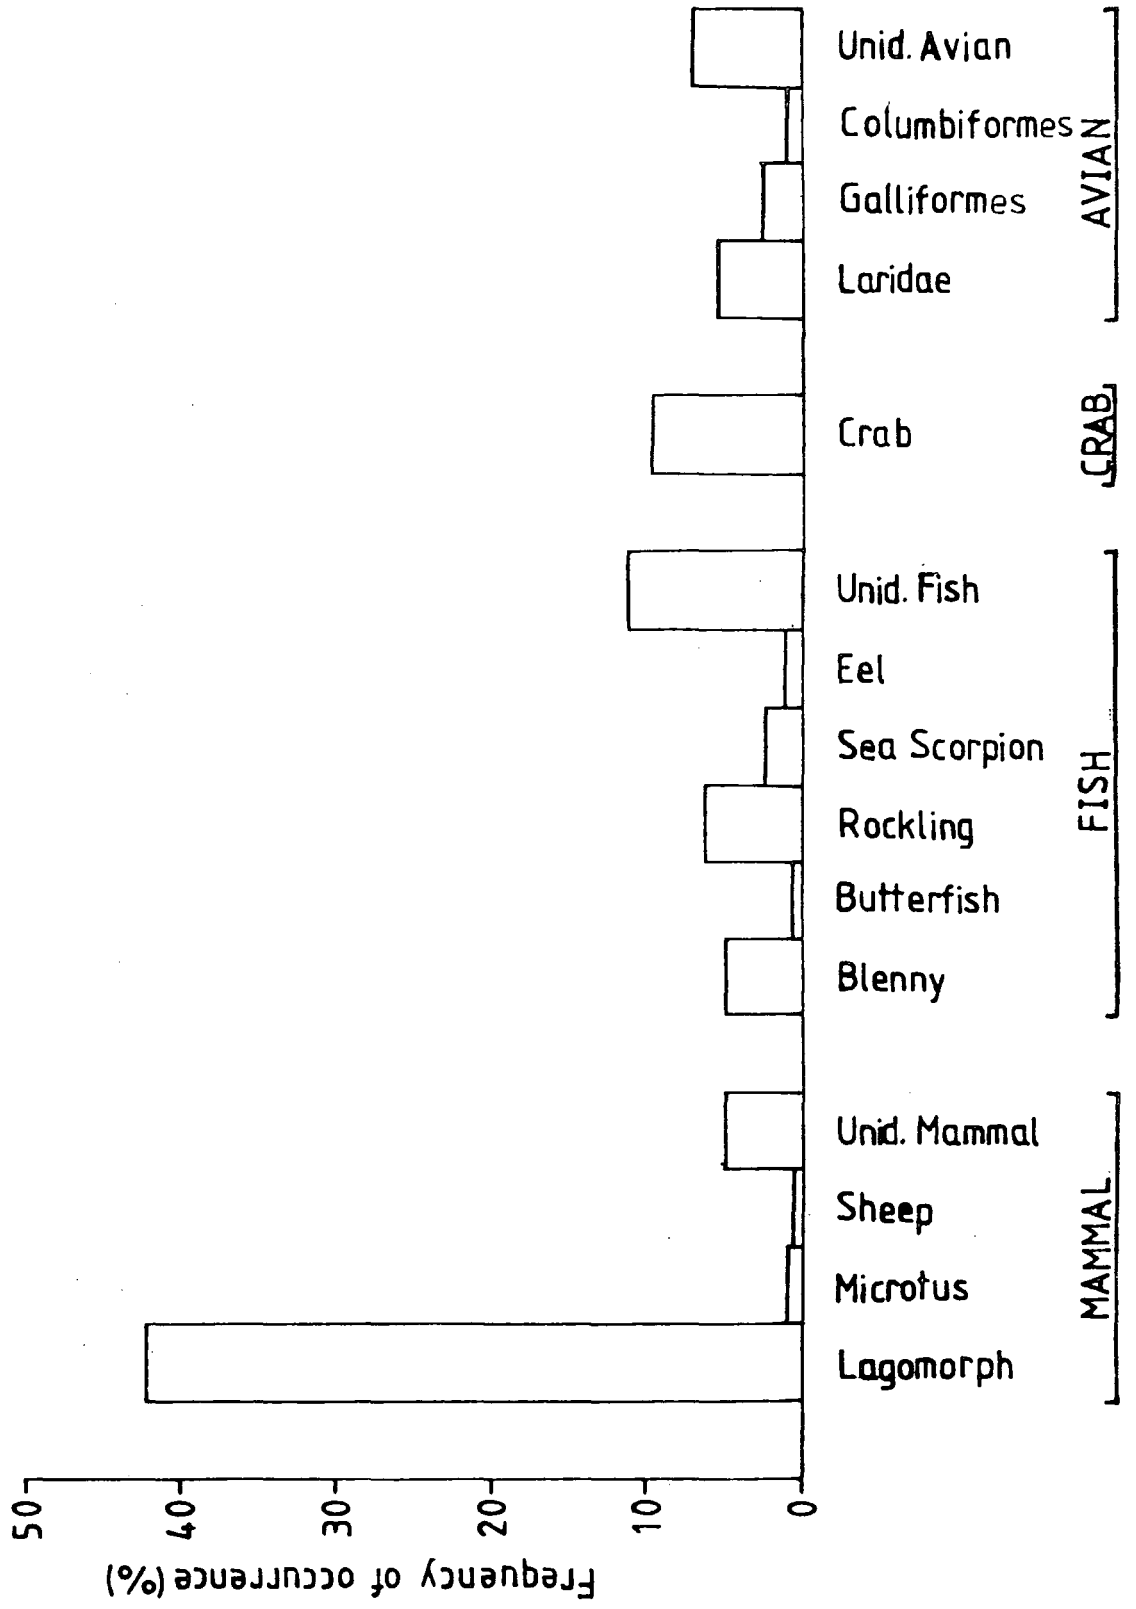 Frequency of occurrence (%)
50
40
30
20
10
0
Lagomorph
Microtus
Sheep
Unid. Mammal
Blenny
Butterfish
Rockling
Sea Scorpion
Eel
Unid. Fish
Crab
Laridae
Galliformes
Columbiformes
Unid. Avian
MAMMAL
FISH
CRAB
AVIAN